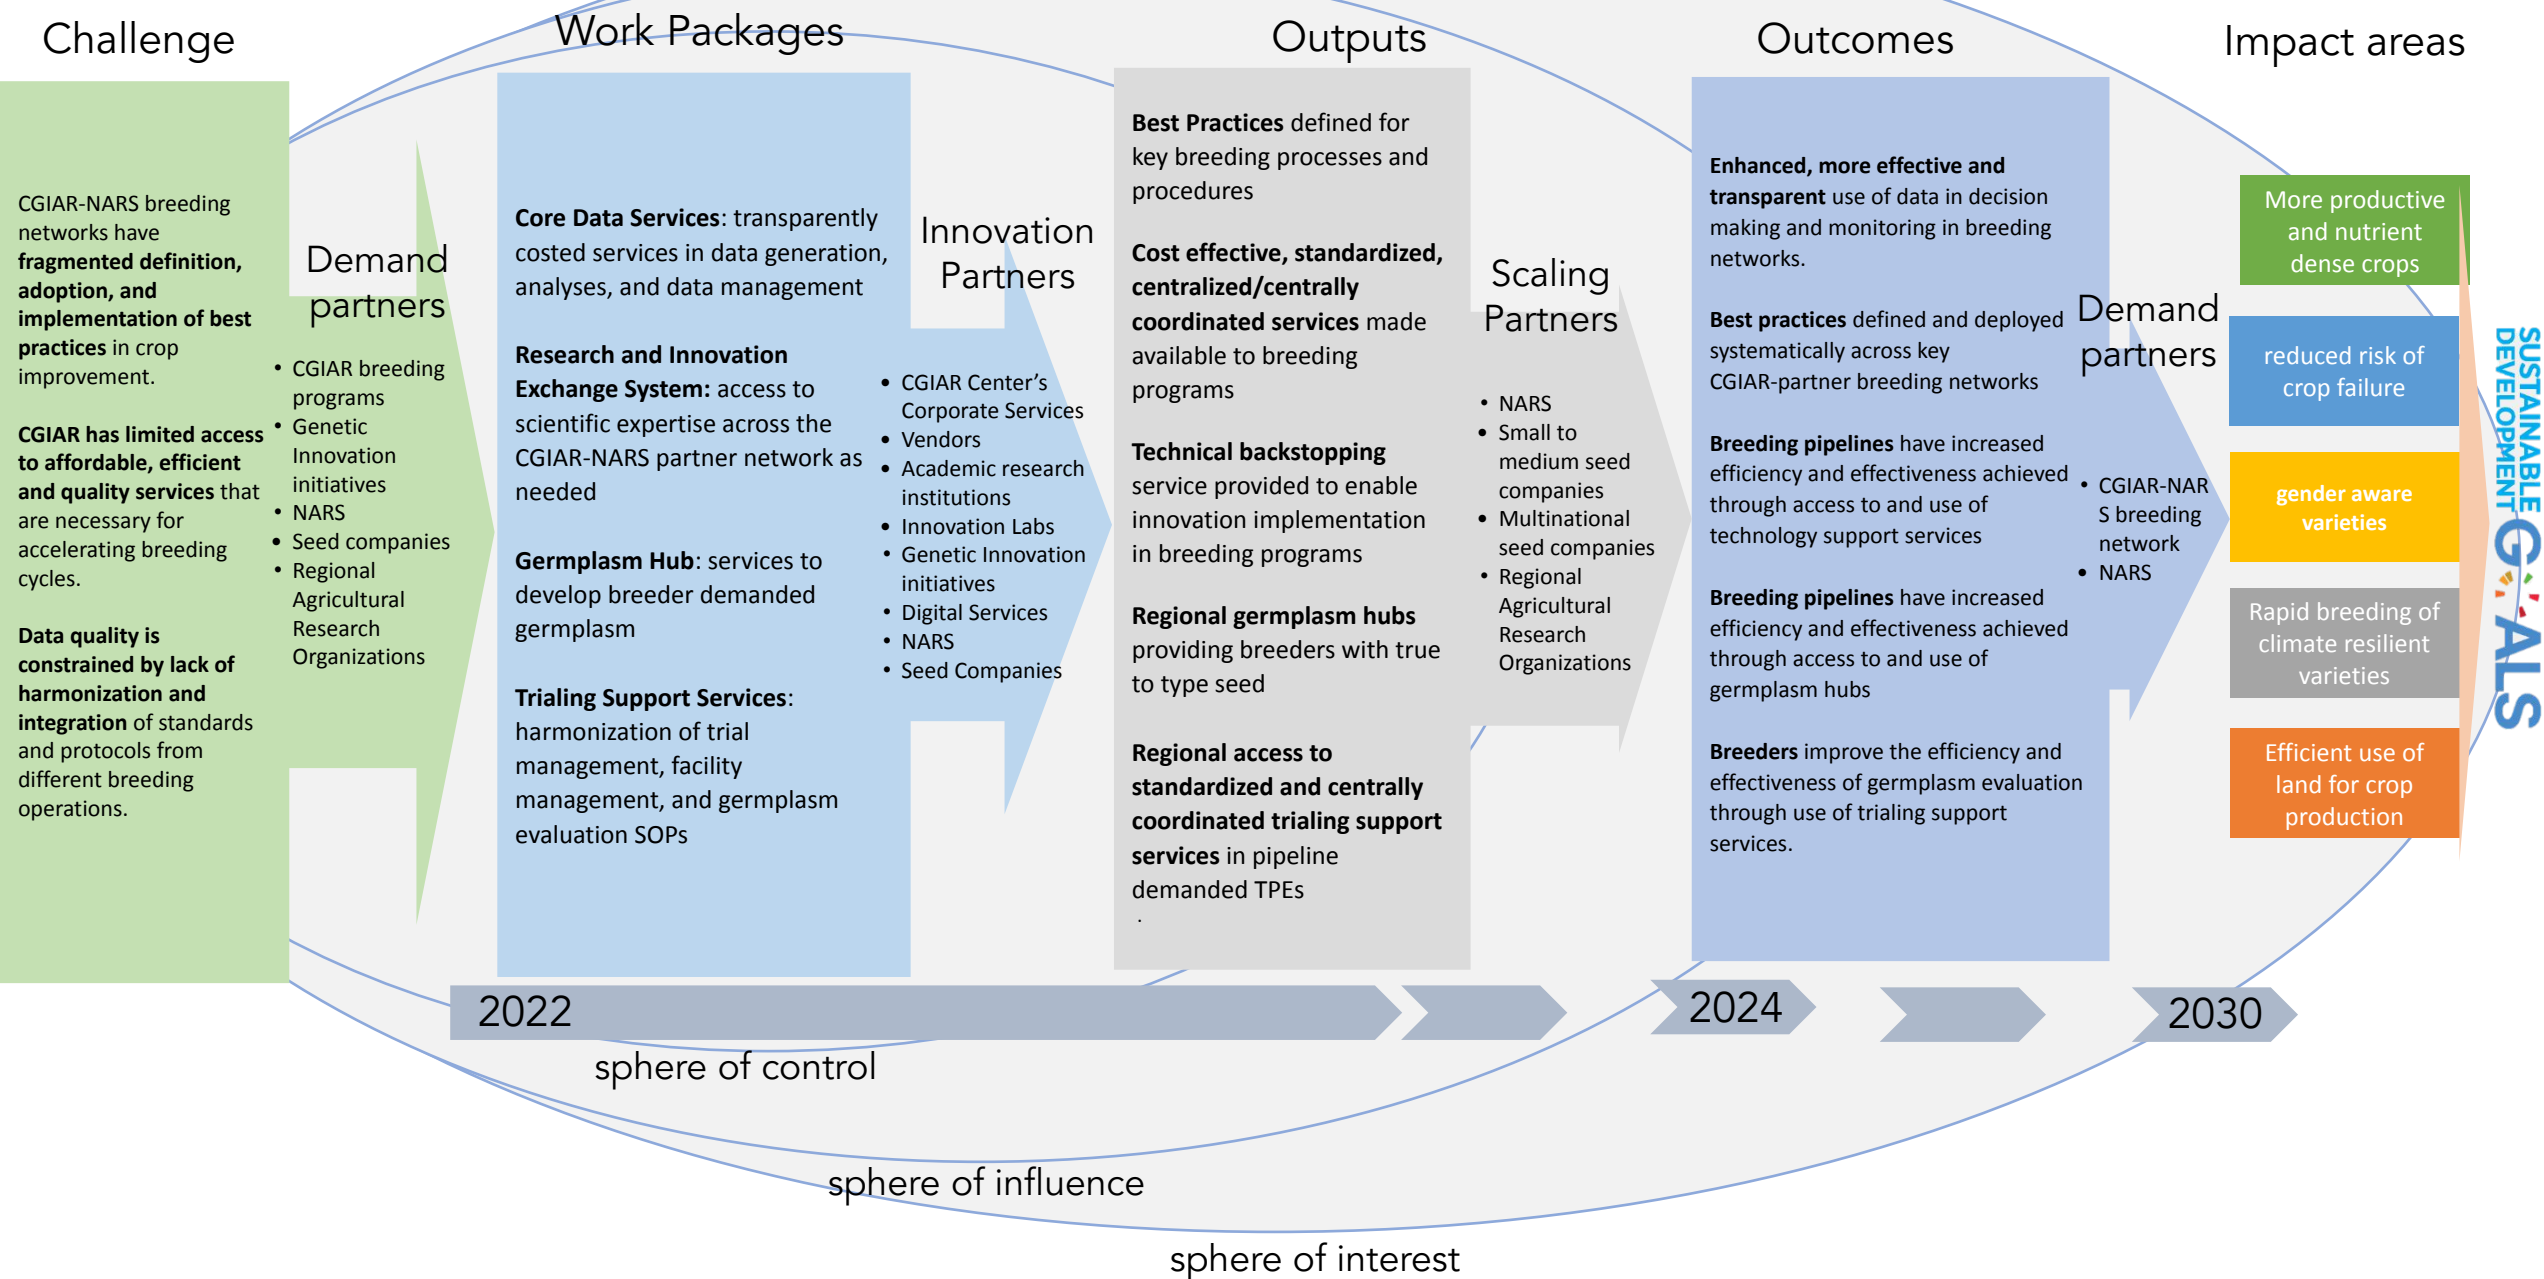 Challenge
CGIAR-NARS breeding
networks have
fragmented definition,
adoption, and
implementation of best
practices in crop
improvement.
CGIAR has limited access
to affordable, efficient
and quality services that
are necessary for
accelerating breeding
cycles.
Data quality is
constrained by lack of
harmonization and
integration of standards
and protocols from
different breeding
operations.
Demand
partners
• CGIAR breeding
programs
• Genetic
Innovation
initiatives
• NARS
• Seed companies
• Regional
Agricultural
Research
Organizations
Work Packages
Core Data Services: transparently
costed services in data generation,
analyses, and data management
Research and Innovation
Exchange System: access to
scientific expertise across the
CGIAR-NARS partner network as
needed
Germplasm Hub: services to
develop breeder demanded
germplasm
Trialing Support Services:
harmonization of trial
management, facility
management, and germplasm
evaluation SOPs
Innovation
Partners
• CGIAR Center's
Corporate Services
• Vendors
• Academic research
institutions
• Innovation Labs
• Genetic Innovation
initiatives
• Digital Services
• NARS
• Seed Companies
Outputs
Best Practices defined for
key breeding processes and
procedures
Cost effective, standardized,
centralized/centrally
coordinated services made
available to breeding
programs
Technical backstopping
service provided to enable
innovation implementation
in breeding programs
Regional germplasm hubs
providing breeders with true
to type seed
Regional access to
standardized and centrally
coordinated trialing support
services in pipeline
demanded TPEs
.
Scaling
Partners
• NARS
• Small to
medium seed
companies
• Multinational
seed companies
• Regional
Agricultural
Research
Organizations
Outcomes
Enhanced, more effective and
transparent use of data in decision
making and monitoring in breeding
networks.
Best practices defined and deployed
systematically across key
CGIAR-partner breeding networks
Breeding pipelines have increased
efficiency and effectiveness achieved
through access to and use of
technology support services
Breeding pipelines have increased
efficiency and effectiveness achieved
through access to and use of
germplasm hubs
Breeders improve the efficiency and
effectiveness of germplasm evaluation
through use of trialing support
services.
Demand
partners
• CGIAR-NAR
S breeding
network
• NARS
Impact areas
More productive
and nutrient
dense crops
reduced risk of
crop failure
gender aware
varieties
Rapid breeding of
climate resilient
varieties
Efficient use of
land for crop
production
SUSTAINABLE
DEVELOPMENT
GOALS
2022
2024
2030
sphere of control
sphere of influence
sphere of interest